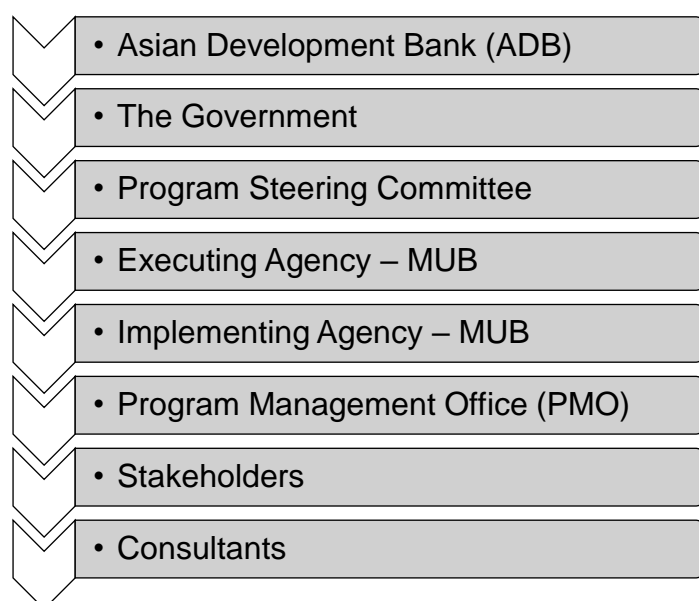 • Asian Development Bank (ADB)
• The Government
• Program Steering Committee
• Executing Agency – MUB
• Implementing Agency – MUB
• Program Management Office (PMO)
• Stakeholders
• Consultants